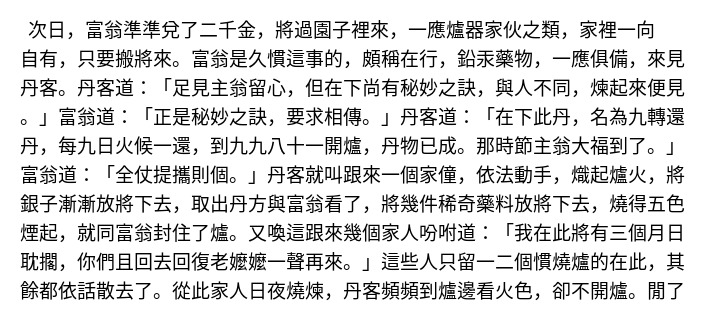 次日，富翁準準兌了二千金，將過園子裡來，一應爐器家伙之類，家裡一向
自有，只要搬將來。富翁是久慣這事的，頗稱在行，鉛汞藥物，一應俱備，來見
丹客。丹客道：「足見主翁留心，但在下尚有秘妙之訣，與人不同，煉起來便見
。」富翁道：「正是秘妙之訣，要求相傳。」丹客道：「在下此丹，名為九轉還
丹，每九日火候一還，到九九八十一開爐，丹物已成。那時節主翁大福到了。」
富翁道：「全仗提攜則個。」丹客就叫跟來一個家僮，依法動手，熾起爐火，將
銀子漸漸放將下去，取出丹方與富翁看了，將幾件稀奇藥料放將下去，燒得五色
煙起，就同富翁封住了爐。又喚這跟來幾個家人吩咐道：「我在此將有三個月日
耽擱，你們且回去回復老嬤嬤一聲再來。」這些人只留一二個慣燒爐的在此，其
餘都依話散去了。從此家人日夜燒煉，丹客頻頻到爐邊看火色，卻不開爐。閒了